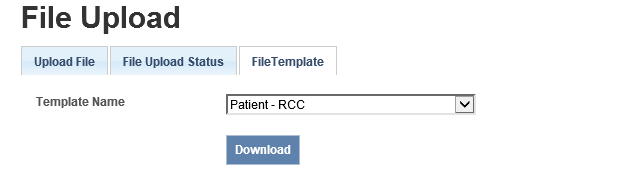 File Upload
Upload File File Upload Status FileTemplate
Template Name Patient - RCC
Download